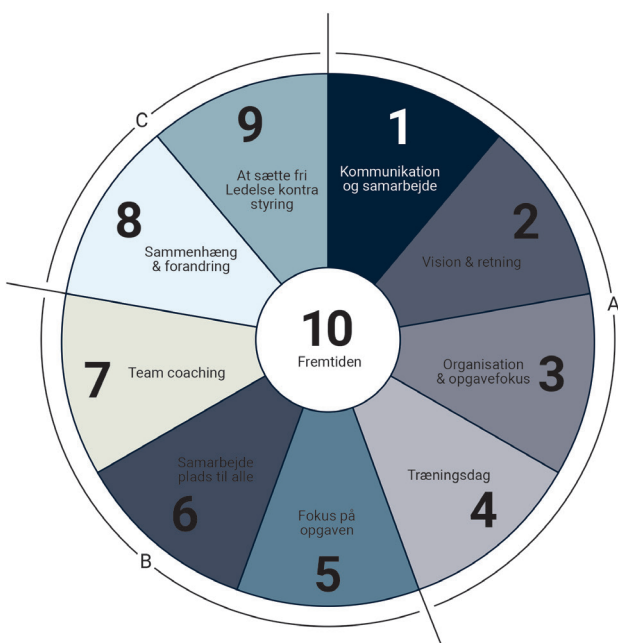 1
Kommunikation
og samarbejde
2
Vision & retning
A
3
Organisation
& opgavefokus
Træningsdag
4
Fokus på
opgaven
5
Samarbejde
plads til alle
6
B
7
Team coaching
8
Sammenhæng
& forandring
C
9
At sætte fri
Ledelse kontra
styring
10
Fremtiden